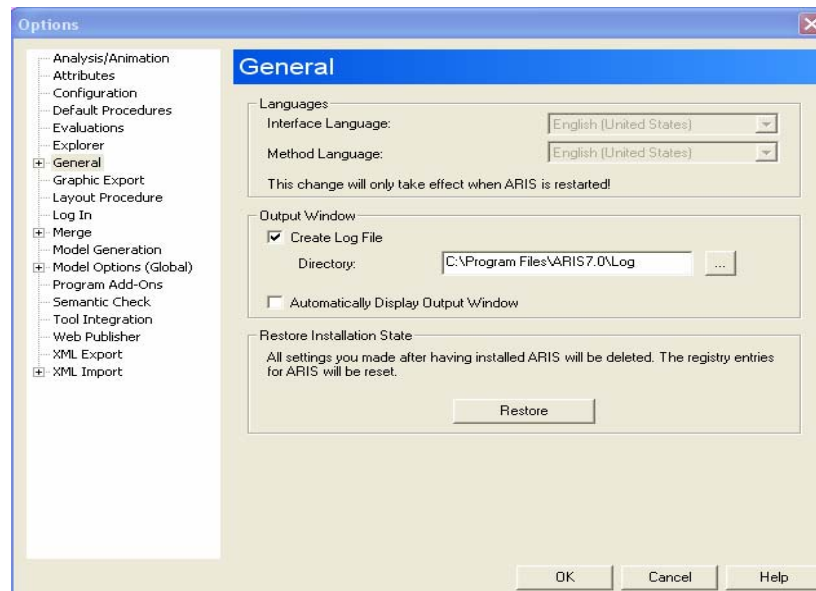 Options
Analysis/Animation
Attributes
Configuration
Default Procedures
Evaluations
Explorer
General
Graphic Export
Layout Procedure
Log In
Merge
Model Generation
Model Options (Global)
Program Add-Ons
Semantic Check
Tool Integration
Web Publisher
XML Export
XML Import
General
Languages
Interface Language: English (United States)
Method Language: English (United States)
This change will only take effect when ARIS is restarted!
Output Window
Create Log File
Directory: C:\Program Files\ARIS7.0\Log ...
Automatically Display Output Window
Restore Installation State
All settings you made after having installed ARIS will be deleted. The registry entries
for ARIS will be reset.
Restore
OK Cancel Help